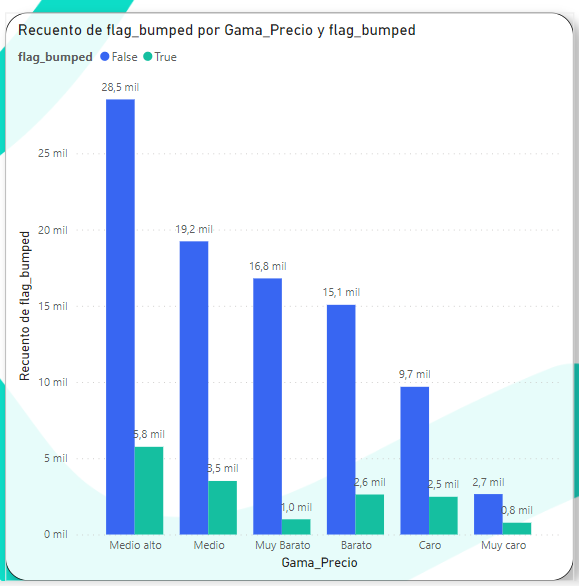 Recuento de flag_bumped por Gama_Precio y flag_bumped
flag_bumped False True
28,5 mil
25 mil
19,2 mil
20 mil
16,8 mil
15,1 mil
15 mil
9,7 mil
10 mil
5,8 mil
3,5 mil
1,0 mil
2,6 mil
2,5 mil
2,7 mil
0,8 mil
5 mil
0 mil
Recuento de flag_bumped
Medio alto Medio Muy Barato Barato Caro Muy caro
Gama_Precio